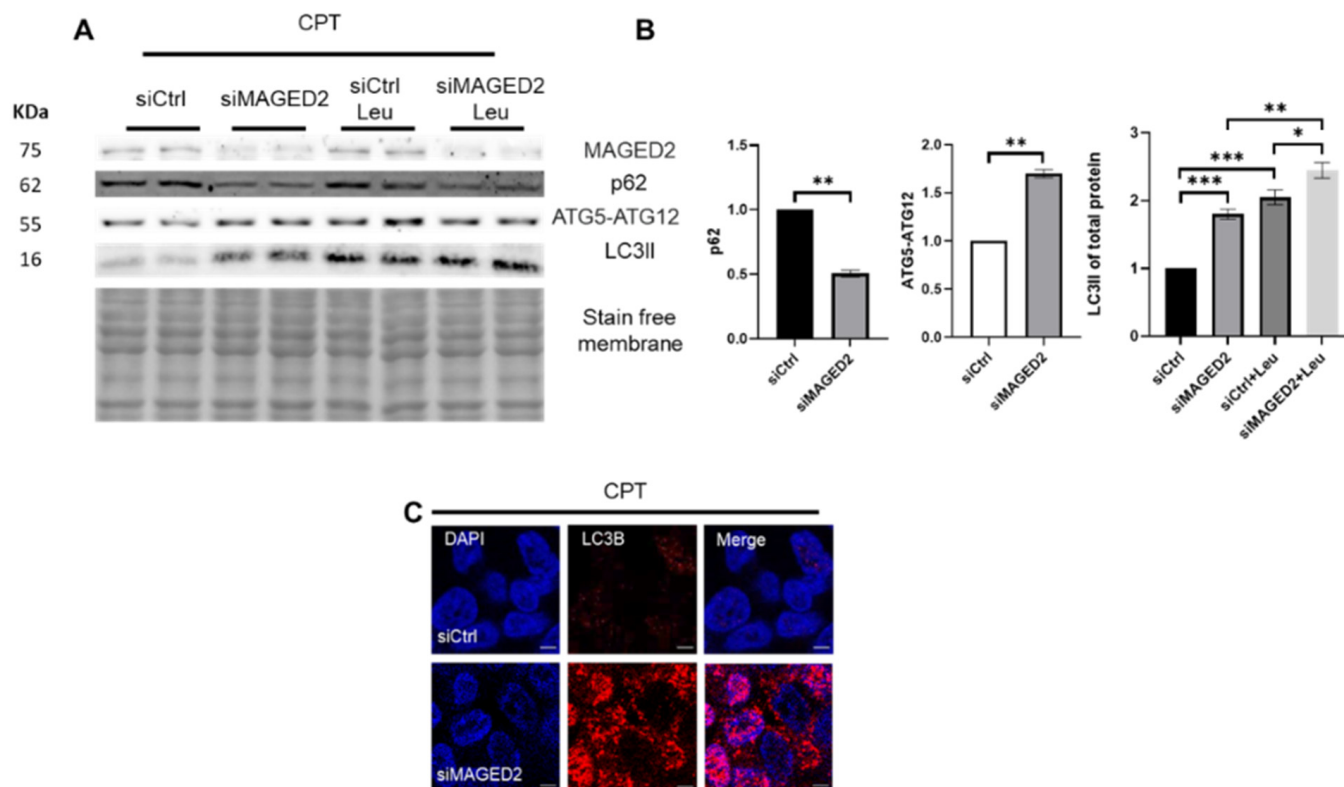 A
CPT
siCtrl
siMAGED2
siCtrl
Leu
siMAGED2
Leu
KDa
75
62
55
16
MAGED2
p62
ATG5-ATG12
LC3II
Stain free
membrane
B
p62
1.5
1.0
0.5
0.0
**
siCtrl
siMAGED2
ATG5-ATG12
2.0
1.5
1.0
0.5
0.0
**
siCtrl
siMAGED2
LC3II of total protein
3
2
1
0
**
*
***
***
siCtrl
siMAGED2
siCtrl+Leu
siMAGED2+Leu
C
CPT
DAPI
LC3B
Merge
siCtrl
siMAGED2